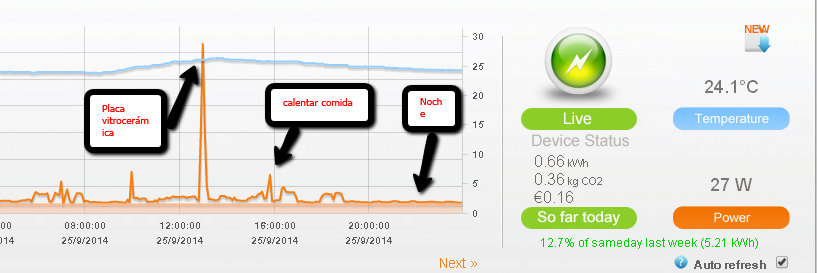 NEW
30
25
20
15
10
5
0
Placa
vitrocerám
ica
calentar comida
Noch
e
:00
08:00:00
12:00:00
16:00:00
20:00:00
014
25/9/2014
25/9/2014
25/9/2014
25/9/2014
Next »
Live
Device Status
0.66 kWh
0.36 kg CO2
€0.16
So far today
24.1°C
Temperature
27 W
Power
12.7% of sameday last week (5.21 kWh)
? Auto refresh